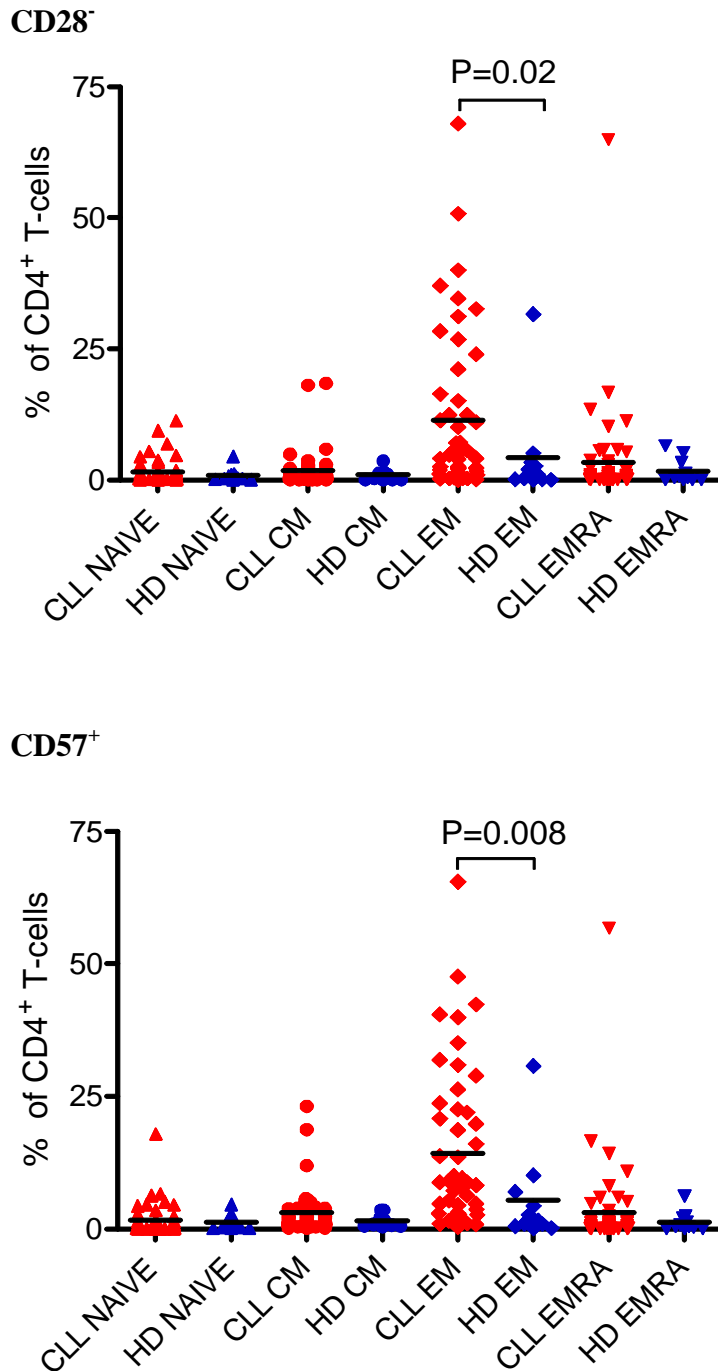 CD28⁻
P=0.02
75
50
25
0
% of CD4⁺ T-cells
CLL NAIVE
HD NAIVE
CLL CM
HD CM
CLL EM
HD EM
CLL EMRA
HD EMRA
CD57⁺
P=0.008
75
50
25
0
% of CD4⁺ T-cells
CLL NAIVE
HD NAIVE
CLL CM
HD CM
CLL EM
HD EM
CLL EMRA
HD EMRA